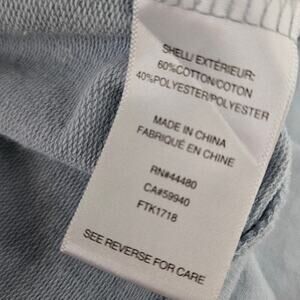 SHELL/ EXTÉRIEUR:
60%COTTON/COTON
40%POLYESTER/POLYESTER
MADE IN CHINA
FABRIQUÉ EN CHINE
RN#44480
CA#59940
FTK1718
SEE REVERSE FOR CARE